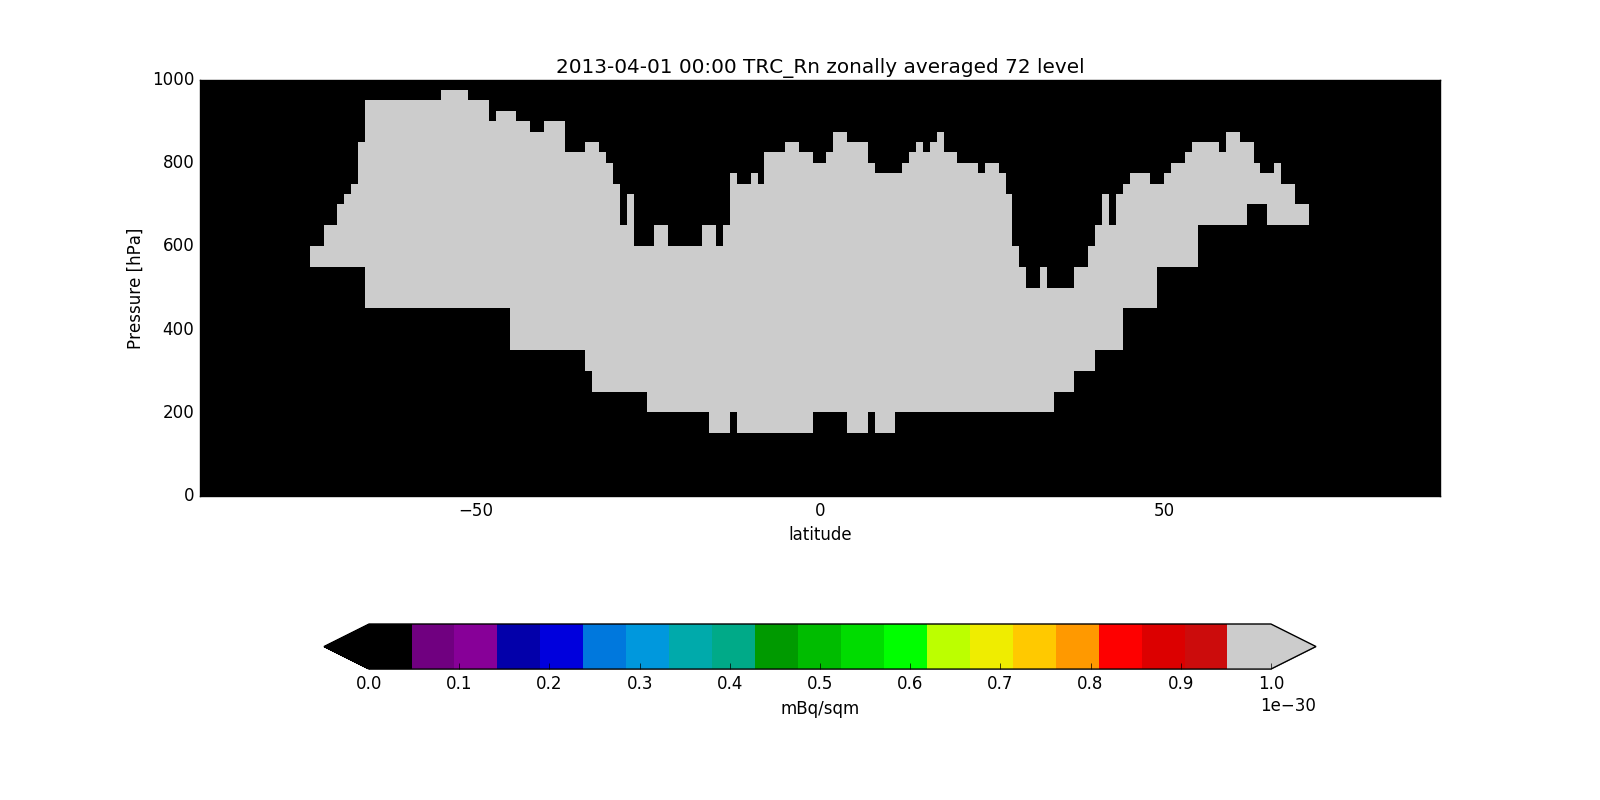 2013-04-01 00:00 TRC_Rn zonally averaged 72 level
1000
800
600
400
200
0
Pressure [hPa]
−50 0 50
latitude
0.0 0.1 0.2 0.3 0.4 0.5 0.6 0.7 0.8 0.9 1.0
1e−30
mBq/sqm